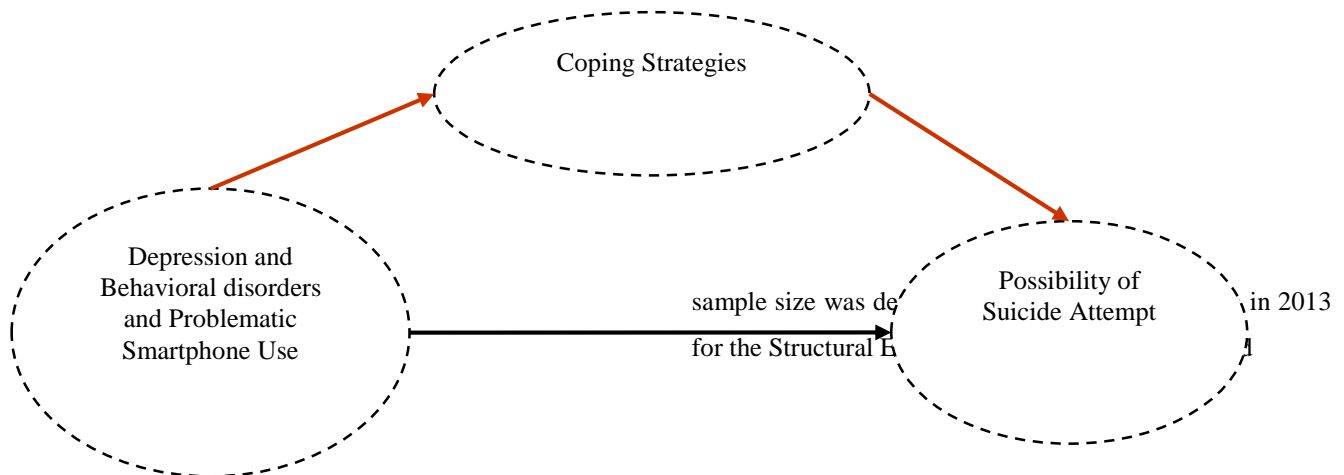 Coping Strategies
Depression and
Behavioral disorders
and Problematic
Smartphone Use
Possibility of
Suicide Attempt
sample size was in 2013
for the Structural